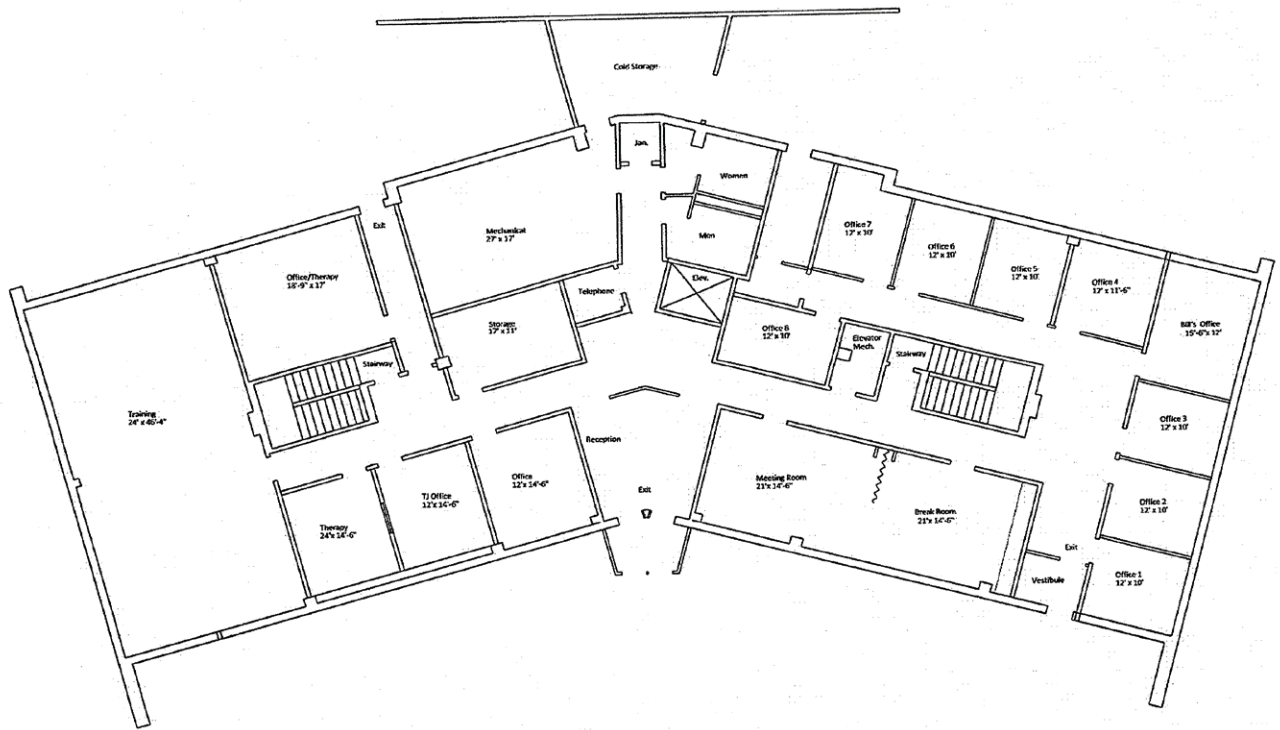 Cold Storage
Jan.
Women
Exit
Mechanical
27' x 17'
Men
Office 7
12' x 10'
Office 6
12' x 10'
Office 5
12' x 10'
Office 4
12' x 11'-6"
Office/Therapy
18'-9" x 17'
Elev.
Telephone
Storage
17' x 11'
Office 8
12' x 10'
Elevator
Mech.
Stairway
Bill's Office
15'-6"x 12'
Stairway
Training
24' x 46'-4"
Office 3
12' x 10'
Reception
Office
12'x 14'-6"
TJ Office
12'x 14'-6"
Exit
Meeting Room
21'x 14'-6"
Break Room
21'x 14'-6"
Office 2
12' x 10'
Therapy
24'x 14'-6"
Exit
Vestibule
Office 1
12' x 10'